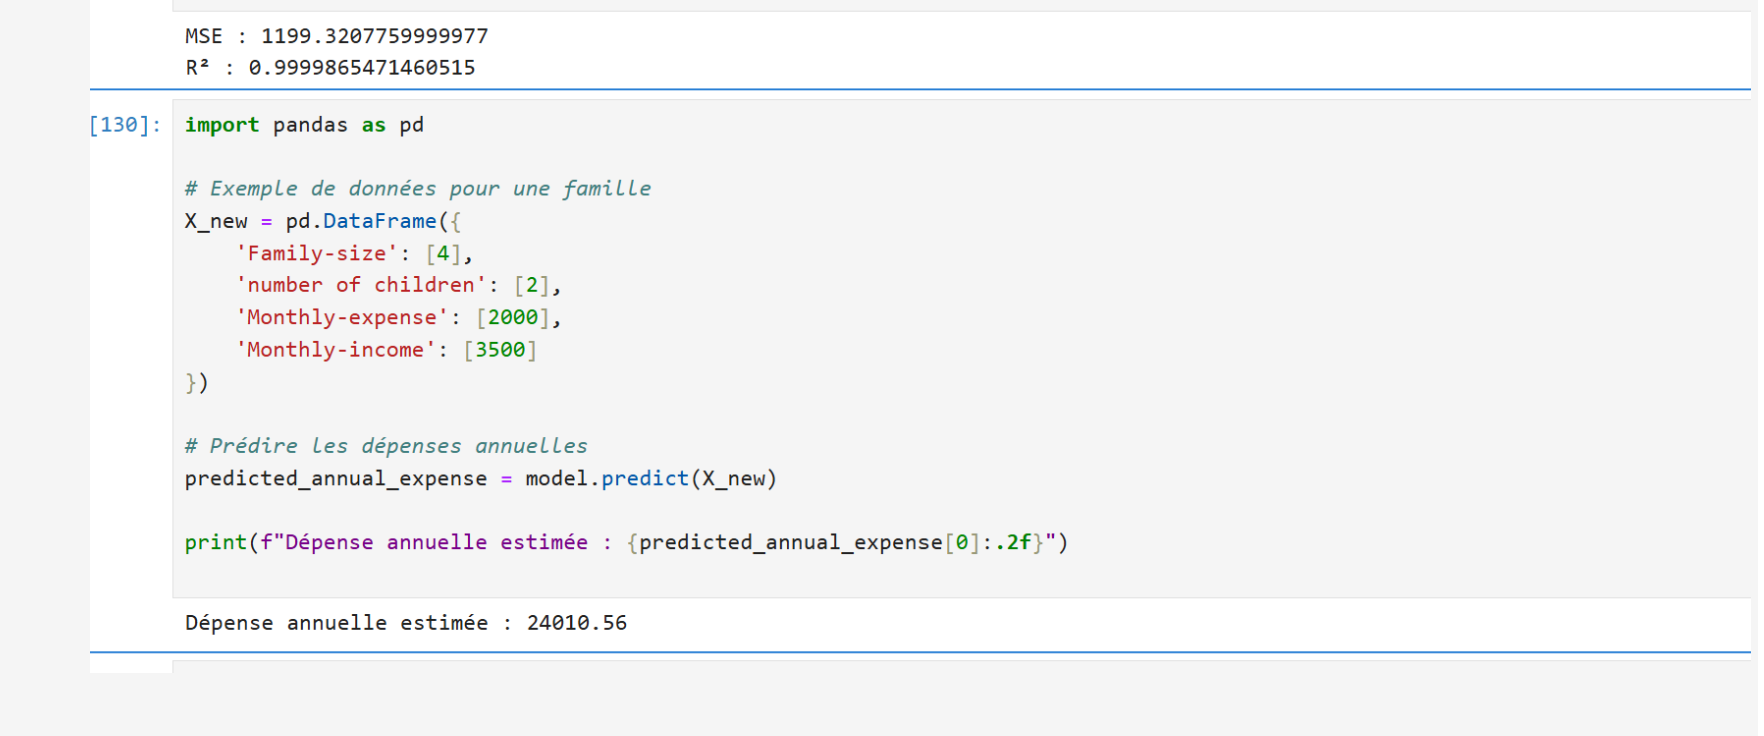 MSE : 1199.3207759999977
R² : 0.9999865471460515
[130]: import pandas as pd
# Exemple de données pour une famille
X_new = pd.DataFrame({
    'Family-size': [4],
    'number of children': [2],
    'Monthly-expense': [2000],
    'Monthly-income': [3500]
})
# Prédire les dépenses annuelles
predicted_annual_expense = model.predict(X_new)
print(f"Dépense annuelle estimée : {predicted_annual_expense[0]:.2f}")
Dépense annuelle estimée : 24010.56